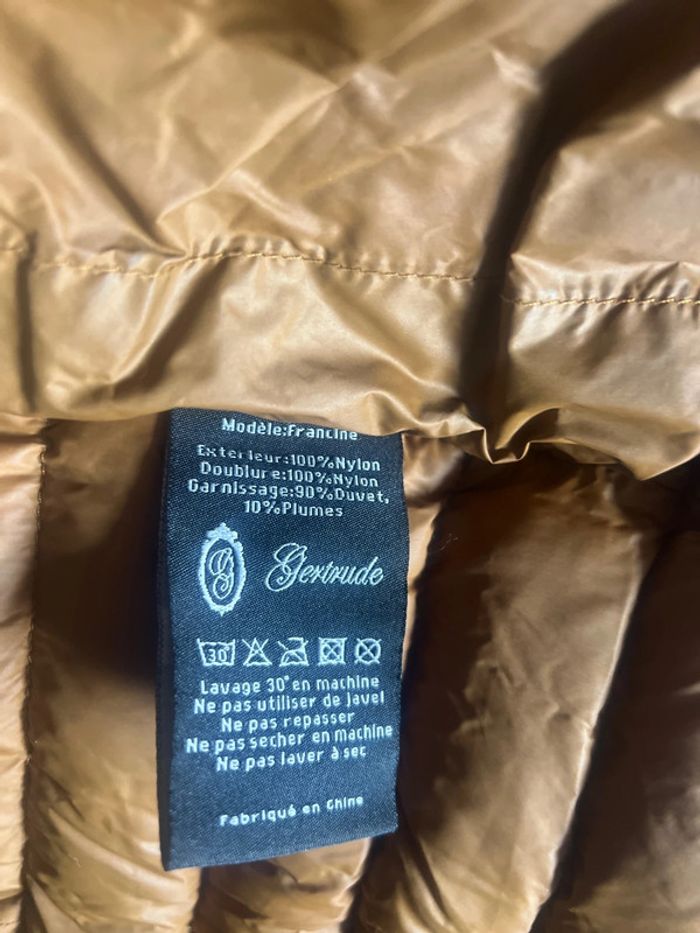 Modèle:Francine
Exterieur:100%Nylon
Doublure:100%Nylon
Garnissage:90%Duvet,
10%Plumes
Gertrude
30°
Lavage 30°en machine
Ne pas utiliser de Javel
Ne pas repasser
Ne pas secher en machine
Ne pas laver à sec
Fabriqué en Chine